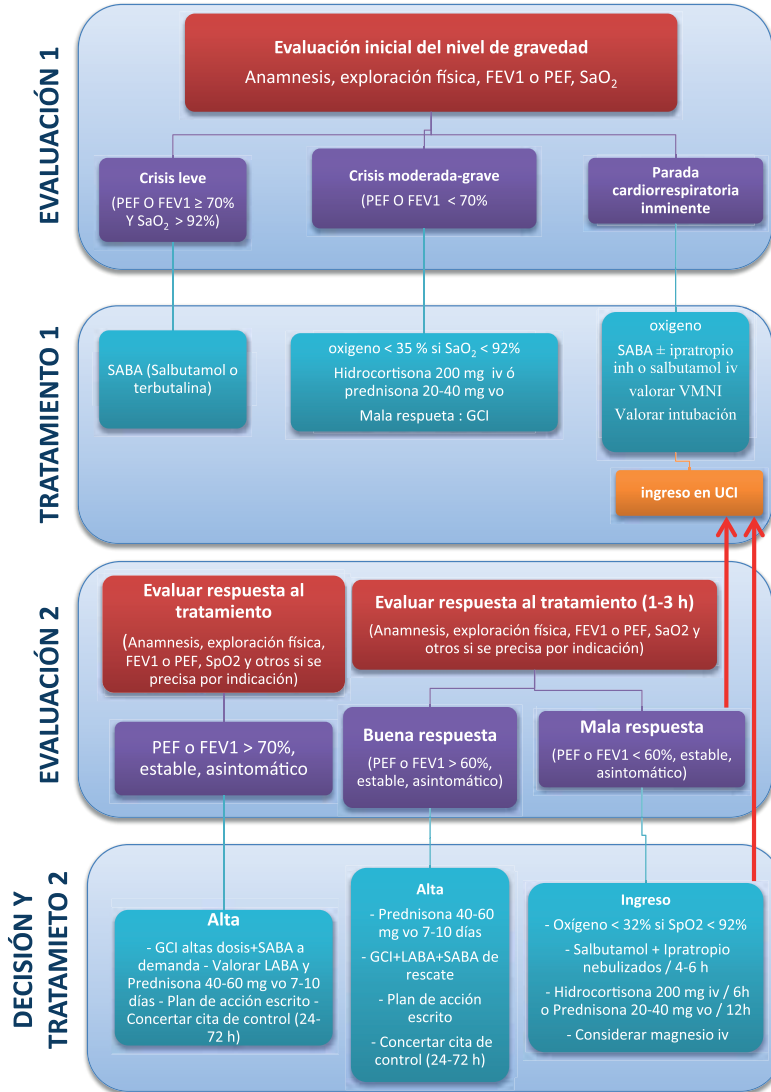 EVALUACIÓN 1
Evaluación inicial del nivel de gravedad
Anamnesis, exploración física, FEV1 o PEF, SaO₂
Crisis leve
(PEF O FEV1 ≥ 70%
Y SaO₂ > 92%)
Crisis moderada-grave
(PEF O FEV1 < 70%
Parada
cardiorrespiratoria
inminente
TRATAMIENTO 1
SABA (Salbutamol o
terbutalina)
oxigeno < 35 % si SaO₂ < 92%
Hidrocortisona 200 mg iv ó
prednisona 20-40 mg vo
Mala respueta : GCI
oxigeno
SABA ± ipratropio
inh o salbutamol iv
valorar VMNI
Valorar intubación
ingreso en UCI
EVALUACIÓN 2
Evaluar respuesta al
tratamiento
(Anamnesis, exploración física,
FEV1 o PEF, SpO2 y otros si se
precisa por indicación)
Evaluar respuesta al tratamiento (1-3 h)
(Anamnesis, exploración física, FEV1 o PEF, SaO2 y
otros si se precisa por indicación)
PEF o FEV1 > 70%,
estable, asintomático
Buena respuesta
(PEF o FEV1 > 60%,
estable, asintomático)
Mala respuesta
(PEF o FEV1 < 60%, estable,
asintomático)
DECISIÓN Y
TRATAMIETO 2
Alta
- GCI altas dosis+SABA a
demanda - Valorar LABA y
Prednisona 40-60 mg vo 7-10
días - Plan de acción escrito -
Concertar cita de control (24-
72 h)
Alta
- Prednisona 40-60
mg vo 7-10 días
- GCI+LABA+SABA de
rescate
- Plan de acción
escrito
- Concertar cita de
control (24-72 h)
Ingreso
- Oxígeno < 32% si SpO2 < 92%
- Salbutamol + Ipratropio
nebulizados / 4-6 h
- Hidrocortisona 200 mg iv / 6h
o Prednisona 20-40 mg vo / 12h
- Considerar magnesio iv